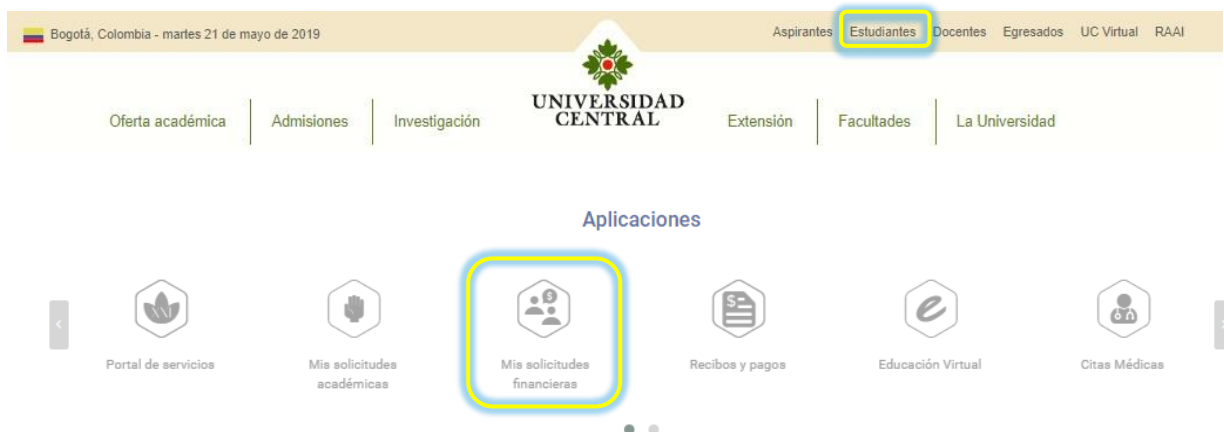 Bogotá, Colombia - martes 21 de mayo de 2019
Aspirantes Estudiantes Docentes Egresados UC Virtual RAAI
UNIVERSIDAD
CENTRAL
Oferta académica Admisiones Investigación Extensión Facultades La Universidad
Aplicaciones
Portal de servicios
Mis solicitudes
académicas
Mis solicitudes
financieras
Recibos y pagos
Educación Virtual
Citas Médicas